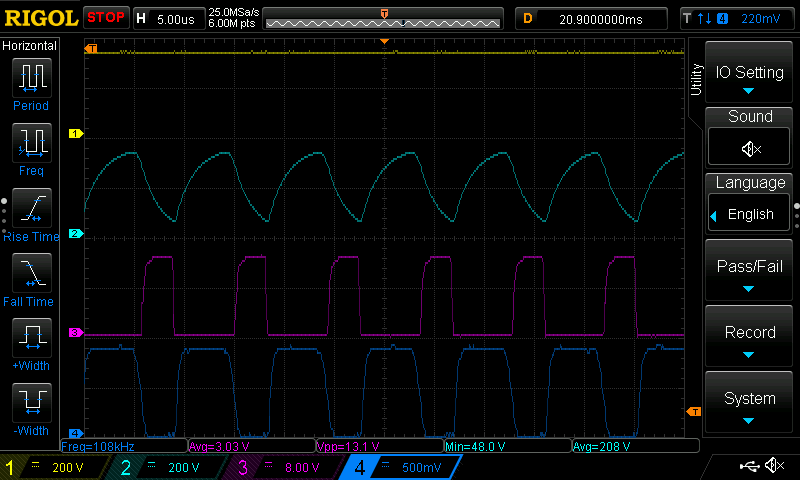 RIGOL STOP H 5.00us 25.0MSa/s D 20.9000000ms T 4 220mV
6.00M pts
T
Horizontal
Period
Freq
Rise Time
Fall Time
+Width
-Width
T
1
2
3
4
T
Utility
IO Setting
Sound
Language
English
Pass/Fail
Record
System
Freq=108kHz Avg=3.03 V Vpp=13.1 V Min=48.0 V Avg=208 V
1 200 V 2 200 V 3 8.00 V 4 500mV